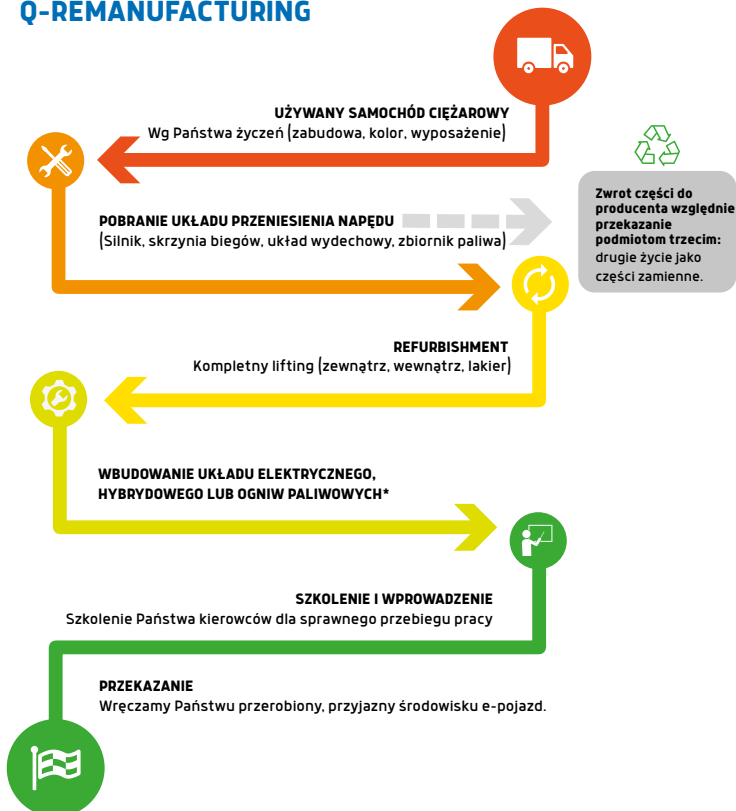 Q-REMANUFACTURING
UŻYWANY SAMOCHÓD CIĘŻAROWY
Wg Państwa życzeń (zabudowa, kolor, wyposażenie)
POBRANIE UKŁADU PRZENIESIENIA NAPĘDU
(Silnik, skrzynia biegów, układ wydechowy, zbiornik paliwa)
Zwrot części do
producenta względnie
przekazanie
podmiotom trzecim:
drugie życie jako
części zamienne.
REFURBISHMENT
Kompletny lifting (zewnątrz, wewnątrz, lakier)
WBUDOWANIE UKŁADU ELEKTRYCZNEGO,
HYBRYDOWEGO LUB OGNIW PALIWOWYCH*
SZKOLENIE I WPROWADZENIE
Szkolenie Państwa kierowców dla sprawnego przebiegu pracy
PRZEKAZANIE
Wręczamy Państwu przerobiony, przyjazny środowisku e-pojazd.